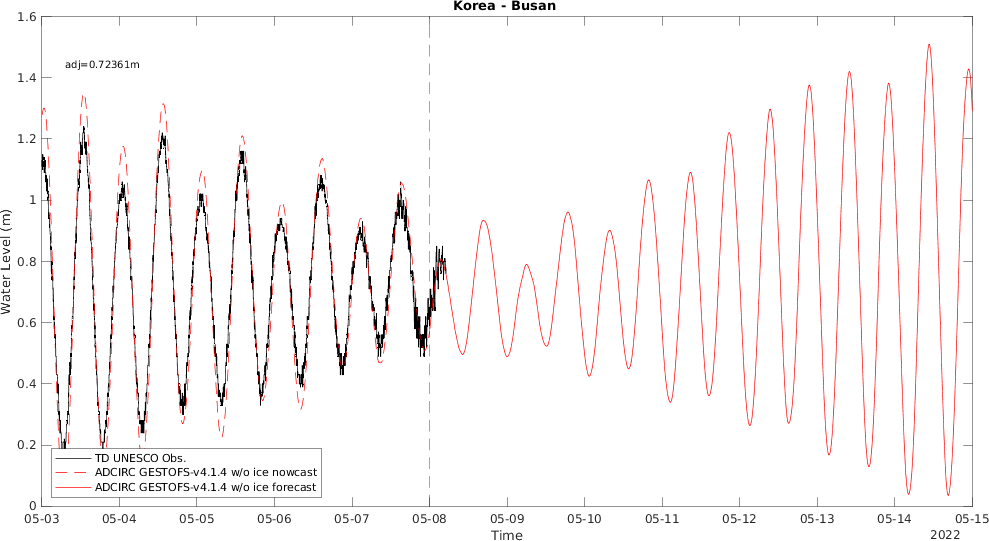 Korea - Busan
adj=0.72361m
Water Level (m)
1.6
1.4
1.2
1
0.8
0.6
0.4
0.2
0
TD UNESCO Obs.
ADCIRC GESTOFS-v4.1.4 w/o ice nowcast
ADCIRC GESTOFS-v4.1.4 w/o ice forecast
05-03 05-04 05-05 05-06 05-07 05-08 05-09 05-10 05-11 05-12 05-13 05-14 05-15
Time
2022